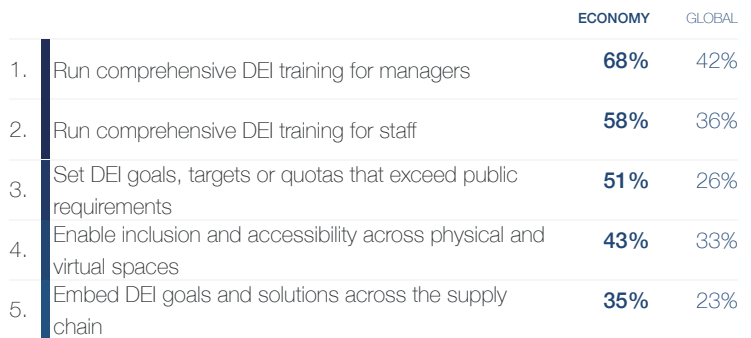 ECONOMY GLOBAL
1. Run comprehensive DEI training for managers 68% 42%
2. Run comprehensive DEI training for staff 58% 36%
3. Set DEI goals, targets or quotas that exceed public
requirements 51% 26%
4. Enable inclusion and accessibility across physical and
virtual spaces 43% 33%
5. Embed DEI goals and solutions across the supply
chain 35% 23%